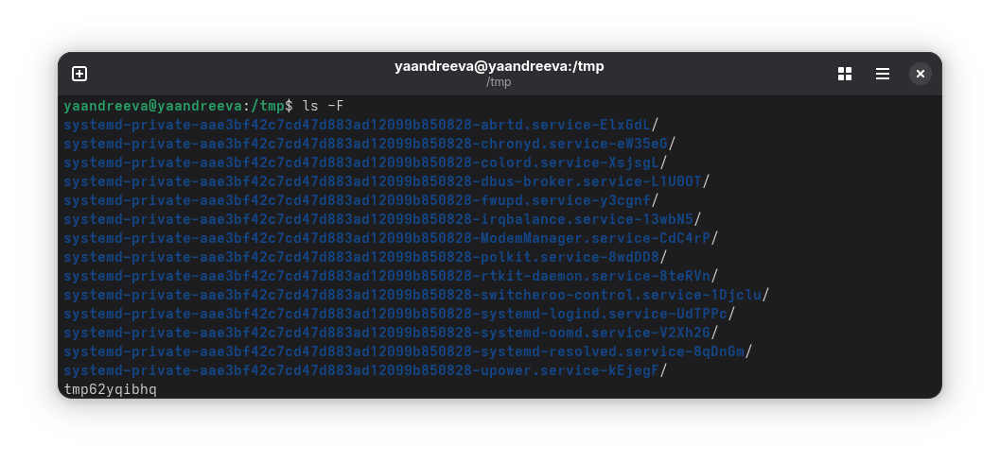 yaandreeva@yaandreeva:/tmp
/tmp
yaandreeva@yaandreeva:/tmp$ ls -F
systemd-private-aae3bf42c7cd47d883ad12099b850828-abrtd.service-ElxGdL/
systemd-private-aae3bf42c7cd47d883ad12099b850828-chronyd.service-eW35eG/
systemd-private-aae3bf42c7cd47d883ad12099b850828-colord.service-XsjsgL/
systemd-private-aae3bf42c7cd47d883ad12099b850828-dbus-broker.service-L1U0OT/
systemd-private-aae3bf42c7cd47d883ad12099b850828-fwupd.service-y3cgnf/
systemd-private-aae3bf42c7cd47d883ad12099b850828-irqbalance.service-13wbN5/
systemd-private-aae3bf42c7cd47d883ad12099b850828-ModemManager.service-CdC4rP/
systemd-private-aae3bf42c7cd47d883ad12099b850828-polkit.service-8wdDD8/
systemd-private-aae3bf42c7cd47d883ad12099b850828-rtkit-daemon.service-8teRVn/
systemd-private-aae3bf42c7cd47d883ad12099b850828-switcheroo-control.service-1Djclu/
systemd-private-aae3bf42c7cd47d883ad12099b850828-systemd-logind.service-UdTPPc/
systemd-private-aae3bf42c7cd47d883ad12099b850828-systemd-oomd.service-V2Xh26/
systemd-private-aae3bf42c7cd47d883ad12099b850828-systemd-resolved.service-8qDnGm/
systemd-private-aae3bf42c7cd47d883ad12099b850828-upower.service-kEjegF/
tmp62yqibhq